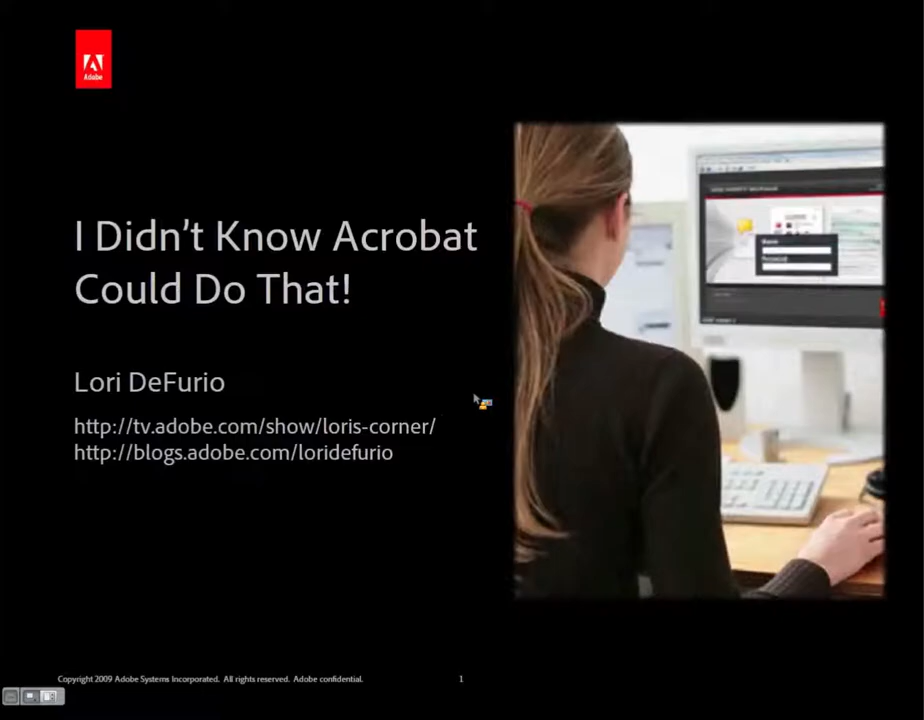 Adobe
I Didn't Know Acrobat
Could Do That!
Lori DeFurio
http://tv.adobe.com/show/loris-corner/
http://blogs.adobe.com/loridefurio
Copyright 2009 Adobe Systems Incorporated. All rights reserved. Adobe confidential.
1